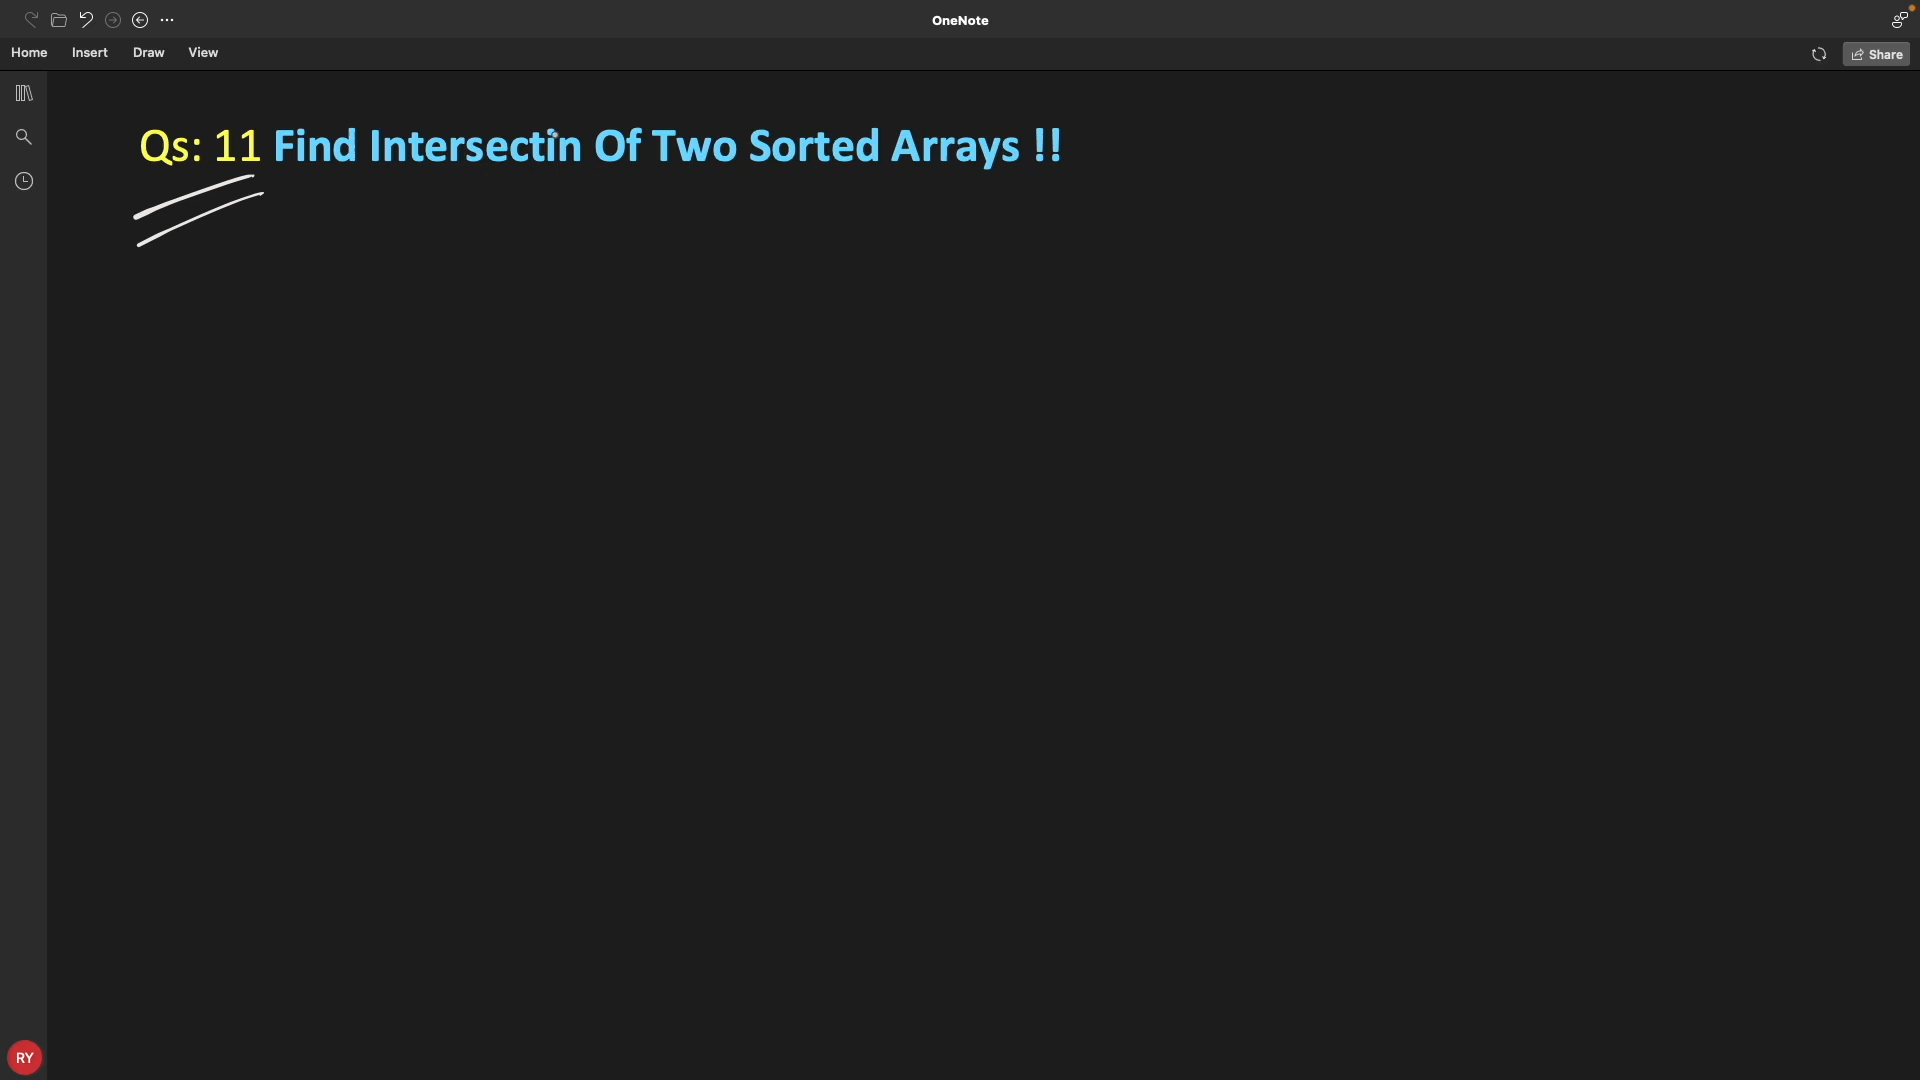 OneNote
Home Insert Draw View Share
Qs: 11 Find Intersectin Of Two Sorted Arrays !!
RY